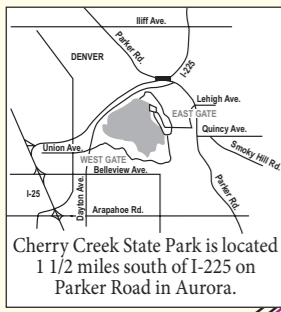 Iliff Ave.
Parker Rd.
DENVER
I-225
Lehigh Ave.
EAST GATE
Quincy Ave.
Smoky Hill Rd.
Union Ave.
WEST GATE
Belleview Ave.
I-25
Dayton Ave.
Parker Rd.
Arapahoe Rd.
Cherry Creek State Park is located
1 1/2 miles south of I-225 on
Parker Road in Aurora.